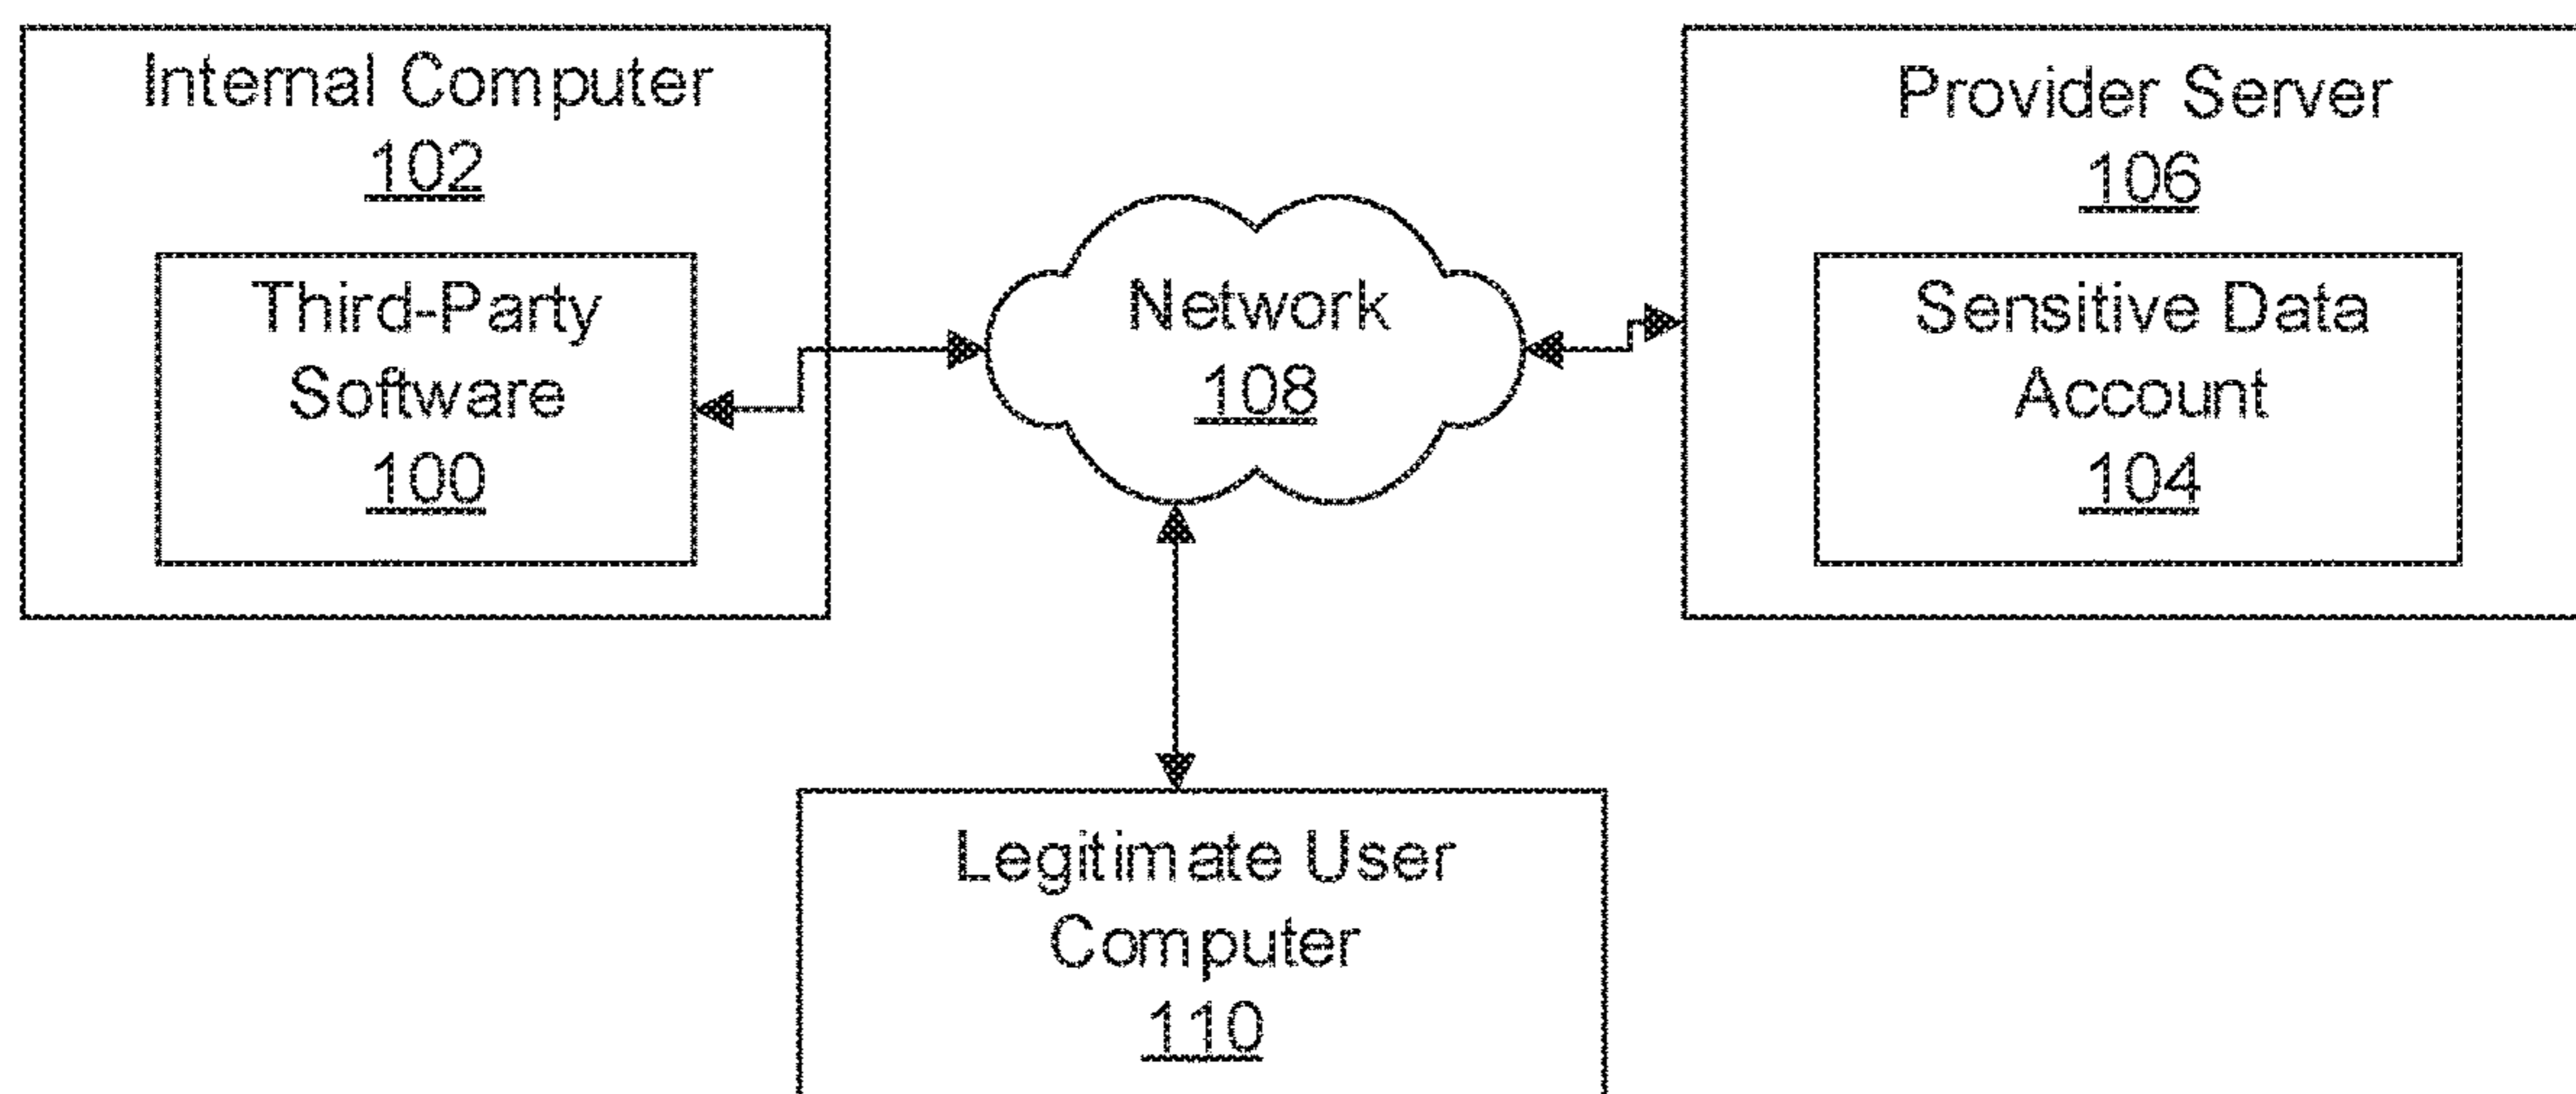 Internal Computer
102
Third-Party
Software
100
Network
108
Provider Server
106
Sensitive Data
Account
104
Legitimate User
Computer
110